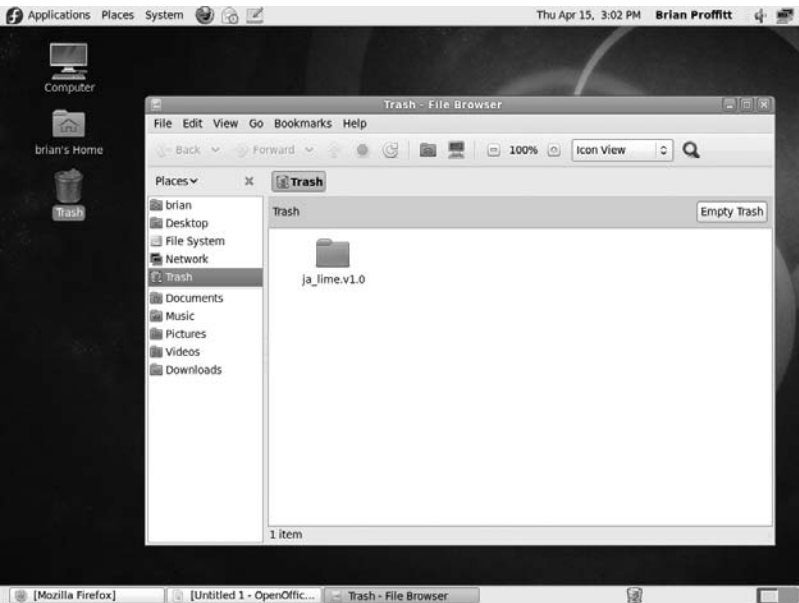 Applications Places System Thu Apr 15, 3:02 PM Brian Proffitt
Computer
brian's Home
Trash
Trash - File Browser
File Edit View Go Bookmarks Help
Back Forward 100% Icon View
Places Trash
brian
Desktop
File System
Network
Trash
Documents
Music
Pictures
Videos
Downloads
Trash Empty Trash
ja_lime.v1.0
1 item
[Mozilla Firefox] [Untitled 1 - OpenOffic... Trash - File Browser